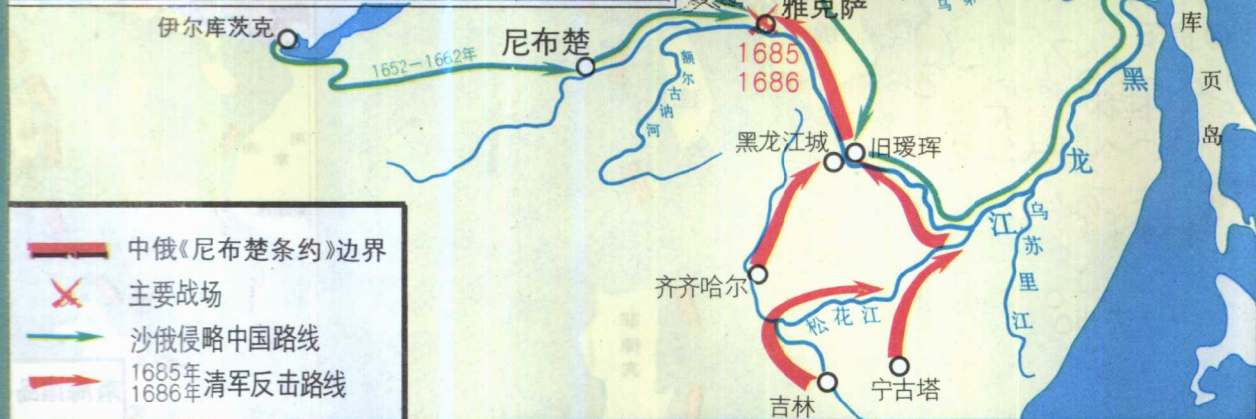 伊尔库茨克
1652—1662年
尼布楚
额尔古讷河
雅克萨
1685
1686
黑龙江
库页岛
黑龙江城
旧瑷珲
乌苏里江
齐齐哈尔
松花江
吉林
宁古塔
中俄《尼布楚条约》边界
主要战场
沙俄侵略中国路线
1685年
1686年清军反击路线